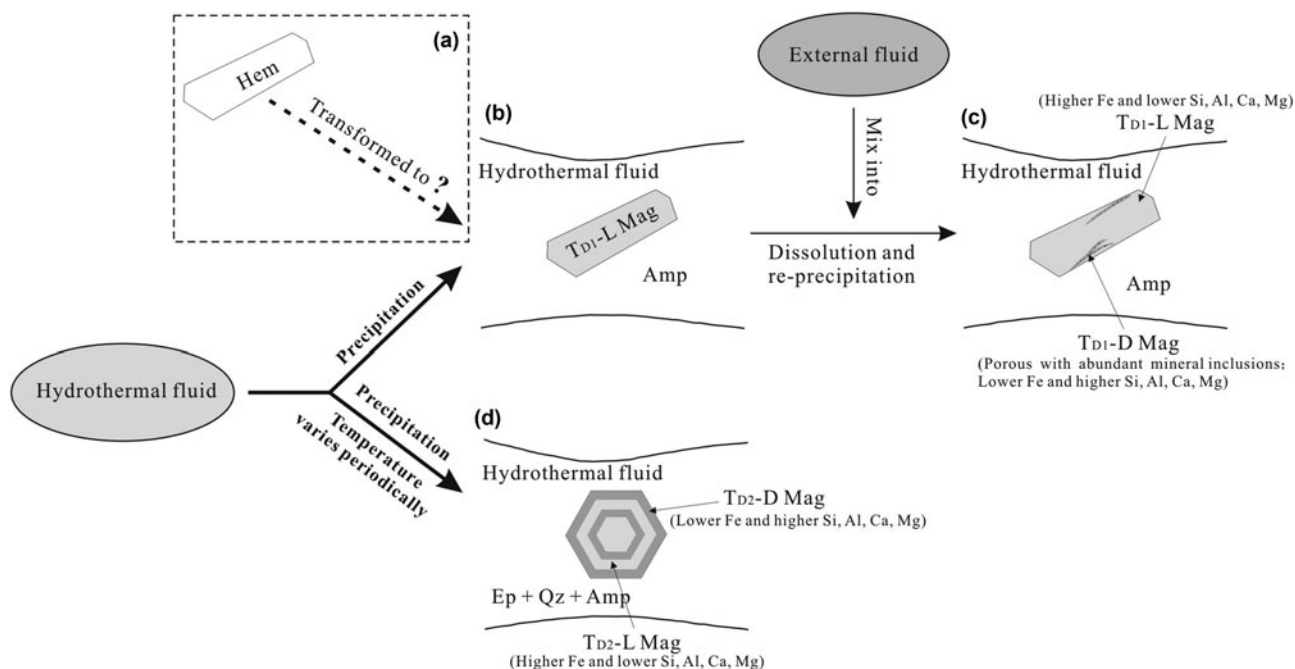 (a)
Hem
Transformed to ?
(b)
Hydrothermal fluid
TD1-L Mag
Amp
External fluid
Mix into
Dissolution and
re-precipitation
(c)
(Higher Fe and lower Si, Al, Ca, Mg)
TD1-L Mag
Hydrothermal fluid
Amp
TD1-D Mag
(Porous with abundant mineral inclusions;
Lower Fe and higher Si, Al, Ca, Mg)
Hydrothermal fluid
Precipitation
Precipitation
Temperature
varies periodically
(d)
Hydrothermal fluid
TD2-D Mag
(Lower Fe and higher Si, Al, Ca, Mg)
Ep + Qz + Amp
TD2-L Mag
(Higher Fe and lower Si, Al, Ca, Mg)